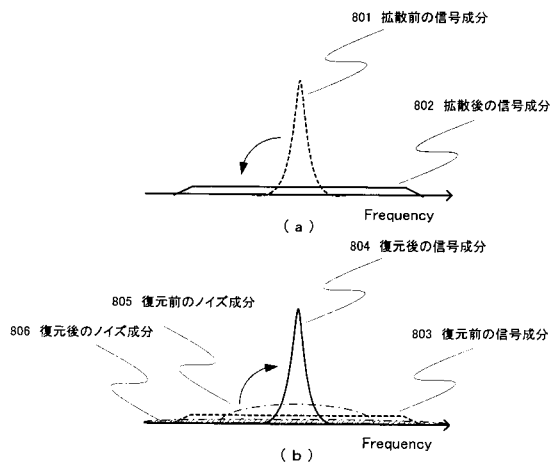 801 拡散前の信号成分
802 拡散後の信号成分
Frequency
(a)
804 復元後の信号成分
805 復元前のノイズ成分
806 復元後のノイズ成分
803 復元前の信号成分
Frequency
(b)